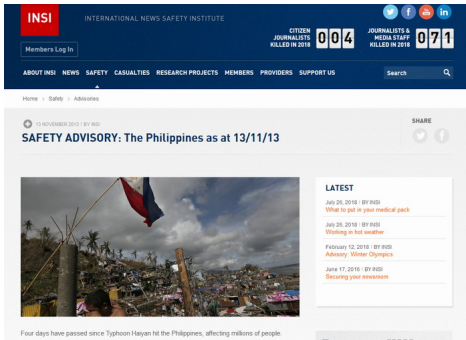 INSI
INTERNATIONAL NEWS SAFETY INSTITUTE
Members Log In
CITIZEN
JOURNALISTS
KILLED IN 2018
004
JOURNALISTS &
MEDIA STAFF
KILLED IN 2018
071
ABOUT INSI NEWS SAFETY CASUALTIES RESEARCH PROJECTS MEMBERS PROVIDERS SUPPORT US
Search
Home > Safety > Advisories
13 NOVEMBER 2013 / BY INSI
SAFETY ADVISORY: The Philippines as at 13/11/13
SHARE
LATEST
July 25, 2018 | BY INSI
What to put in your medical pack
July 25, 2018 | BY INSI
Working in hot weather
February 12, 2018 | BY INSI
Advisory: Winter Olympics
June 17, 2016 | BY INSI
Securing your newsroom
Four days have passed since Typhoon Haiyan hit the Philippines, affecting millions of people.